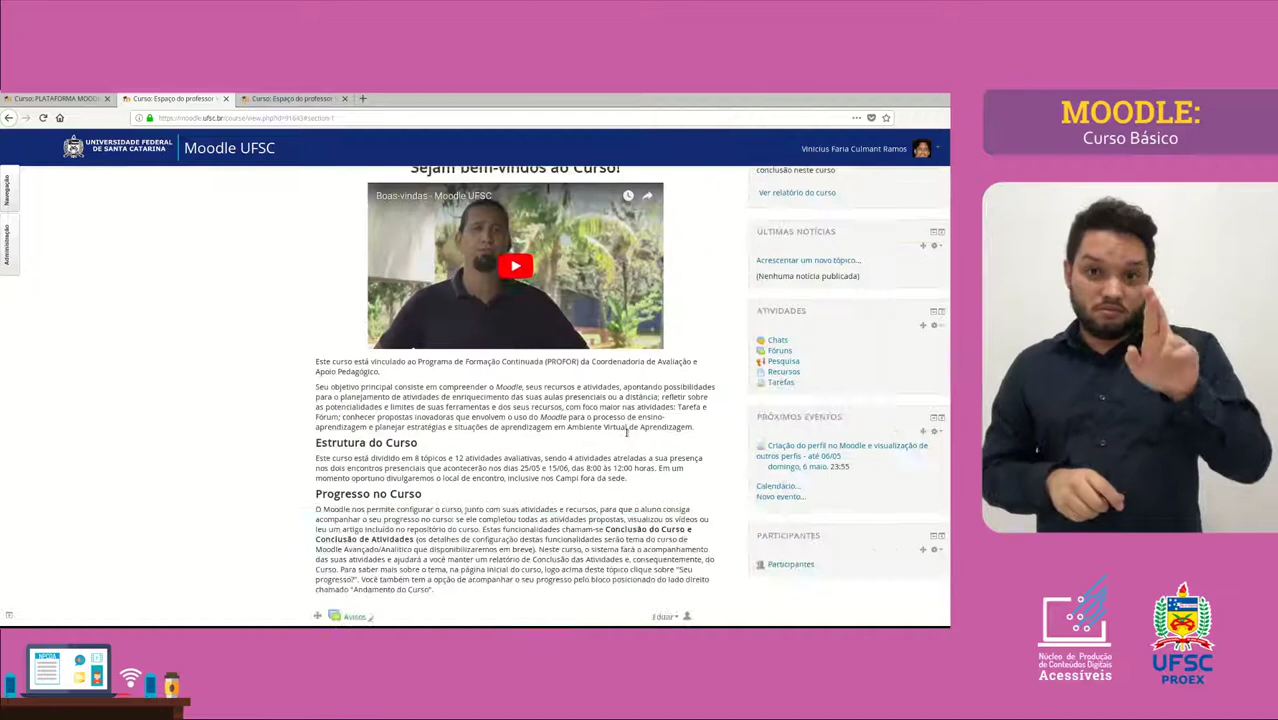 Curso: PLATAFORMA MOOD
Curso: Espaço do professor
Curso: Espaço do professor
https://moodle.ufsc.br/course/view.php?id=91643#section-1
UNIVERSIDADE FEDERAL
DE SANTA CATARINA
Moodle UFSC
Vinicius Faria Culmant Ramos
Navegação
Administração
Sejam bem-vindos ao Curso!
Boas-vindas - Moodle UFSC
Este curso está vinculado ao Programa de Formação Continuada (PROFOR) da Coordenadoria de Avaliação e
Apoio Pedagógico.
Seu objetivo principal consiste em compreender o Moodle, seus recursos e atividades, apontando possibilidades
para o planejamento de atividades de enriquecimento das suas aulas presenciais ou a distância; refletir sobre
as potencialidades e limites de suas ferramentas e dos seus recursos, com foco maior nas atividades: Tarefa e
Fórum; conhecer propostas inovadoras que envolvem o uso do Moodle para o processo de ensino-
aprendizagem e planejar estratégias e situações de aprendizagem em Ambiente Virtual de Aprendizagem.
Estrutura do Curso
Este curso está dividido em 8 tópicos e 12 atividades avaliativas, sendo 4 atividades atreladas a sua presença
nos dois encontros presenciais que acontecerão nos dias 25/05 e 15/06, das 8:00 às 12:00 horas. Em um
momento oportuno divulgaremos o local de encontro, inclusive nos Campi fora da sede.
Progresso no Curso
O Moodle nos permite configurar o curso, junto com suas atividades e recursos, para que o aluno consiga
acompanhar o seu progresso no curso: se ele completou todas as atividades propostas, visualizou os vídeos ou
leu um artigo incluído no repositório do curso. Estas funcionalidades chamam-se Conclusão do Curso e
Conclusão de Atividades (os detalhes de configuração destas funcionalidades serão tema do curso de
Moodle Avançado/Analítico que disponibilizaremos em breve). Neste curso, o sistema fará o acompanhamento
das suas atividades e ajudará a você manter um relatório de Conclusão das Atividades e, consequentemente, do
Curso. Para saber mais sobre o tema, na página inicial do curso, logo acima deste tópico clique sobre "Seu
progresso?". Você também tem a opção de acompanhar o seu progresso pelo bloco posicionado do lado direito
chamado "Andamento do Curso".
Avisos
Editar
conclusão neste curso
Ver relatório do curso
ÚLTIMAS NOTÍCIAS
Acrescentar um novo tópico...
(Nenhuma notícia publicada)
ATIVIDADES
Chats
Fóruns
Pesquisa
Recursos
Tarefas
PRÓXIMOS EVENTOS
Criação do perfil no Moodle e visualização de
outros perfis - até 06/05
domingo, 6 maio, 23:55
Calendário...
Novo evento...
PARTICIPANTES
Participantes
MOODLE:
Curso Básico
Núcleo de Produção
de Conteúdos Digitais
Acessíveis
UFSC
PROEX
NPCDA